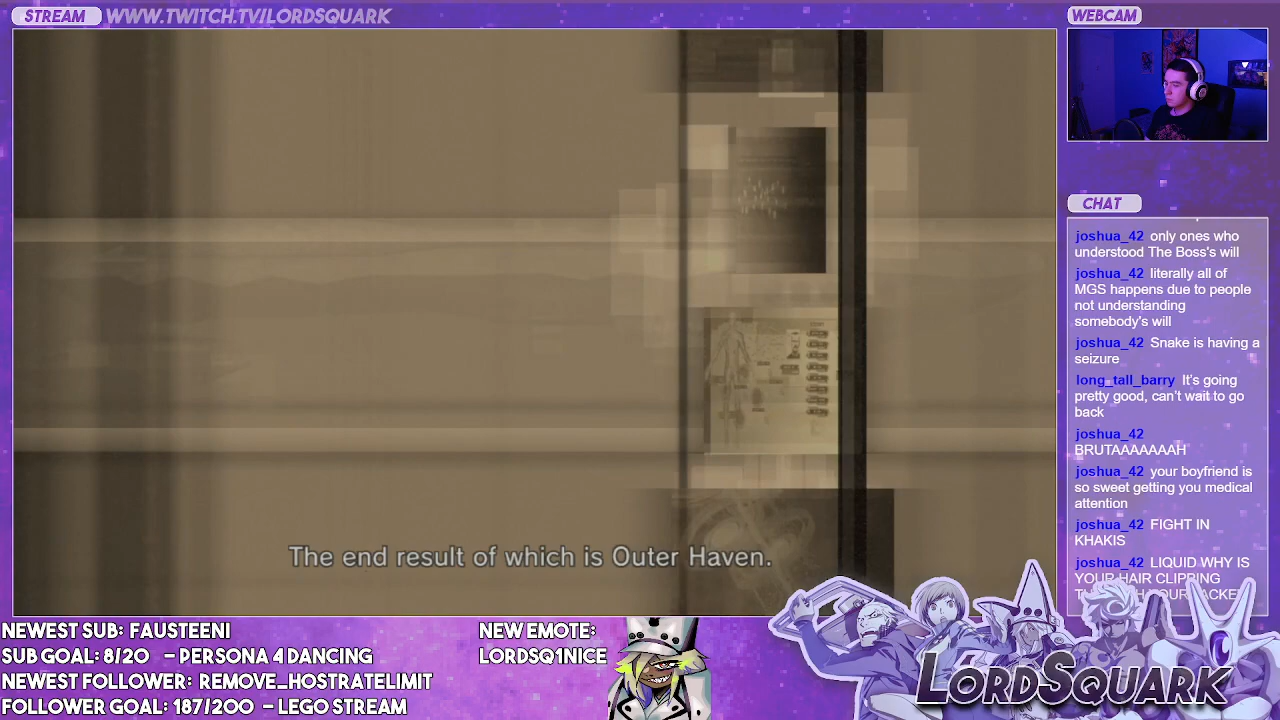 STREAM WWW.TWITCH.TV/LORDSQUARK
WEBCAM
CHAT
joshua_42 only ones who
understood The Boss's will
joshua_42 literally all of
MGS happens due to people
not understanding
somebody's will
joshua_42 Snake is having a
seizure
long_tall_barry It's going
pretty good, can't wait to go
back
joshua_42
BRUTAAAAAAAH
joshua_42 your boyfriend is
so sweet getting you medical
attention
joshua_42 FIGHT IN
KHAKIS
joshua_42 LIQUID WHY IS
YOUR HAIR CLIPPING
The end result of which is Outer Haven.
NEWEST SUB: FAUSTEENI
SUB GOAL: 8/20 – PERSONA 4 DANCING
NEWEST FOLLOWER: REMOVE_HOSTRATELIMIT
FOLLOWER GOAL: 187/200 – LEGO STREAM
NEW EMOTE:
LORDSQ1NICE
LORDSQUARK